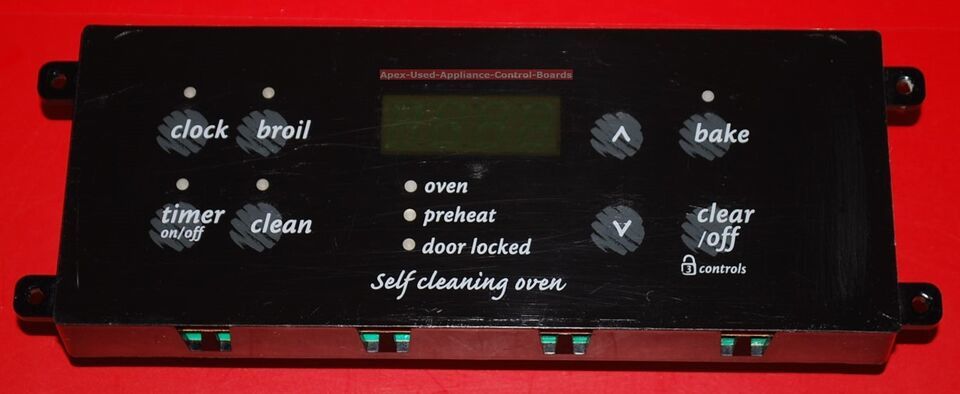 Apex-Used-Appliance-Control-Boards
clock broil
bake
timer
on/off
clean
oven
preheat
door locked
clear
/off
3 controls
Self cleaning oven